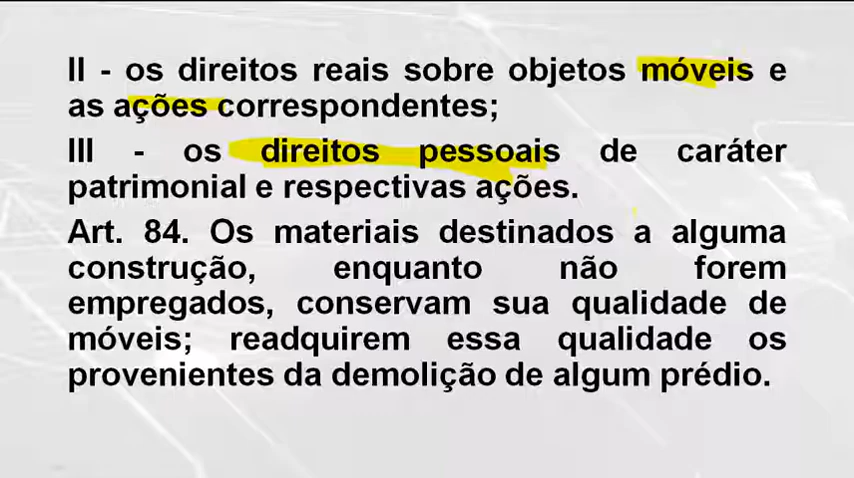 II - os direitos reais sobre objetos móveis e
as ações correspondentes;
III - os direitos pessoais de caráter
patrimonial e respectivas ações.
Art. 84. Os materiais destinados a alguma
construção, enquanto não forem
empregados, conservam sua qualidade de
móveis; readquirem essa qualidade os
provenientes da demolição de algum prédio.